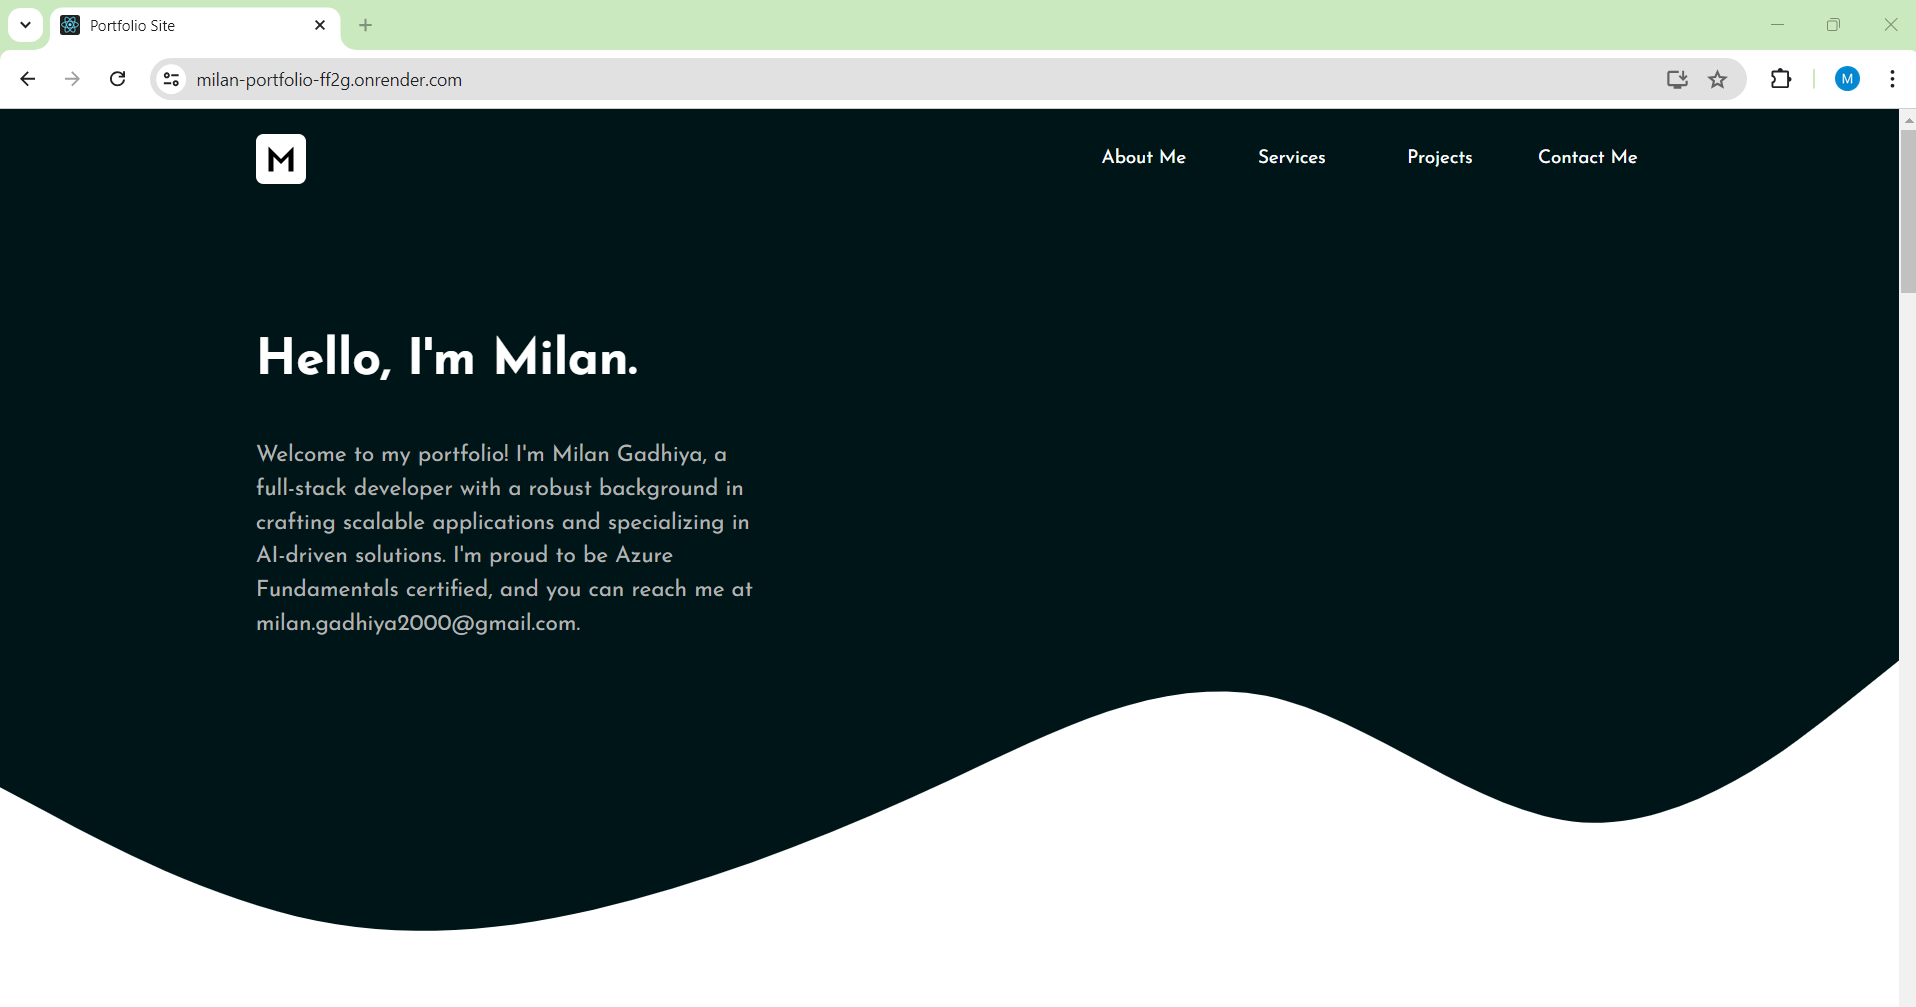 Portfolio Site
milan-portfolio-ff2g.onrender.com
M
M
About Me Services Projects Contact Me
Hello, I'm Milan.
Welcome to my portfolio! I'm Milan Gadhiya, a
full-stack developer with a robust background in
crafting scalable applications and specializing in
AI-driven solutions. I'm proud to be Azure
Fundamentals certified, and you can reach me at
milan.gadhiya2000@gmail.com.